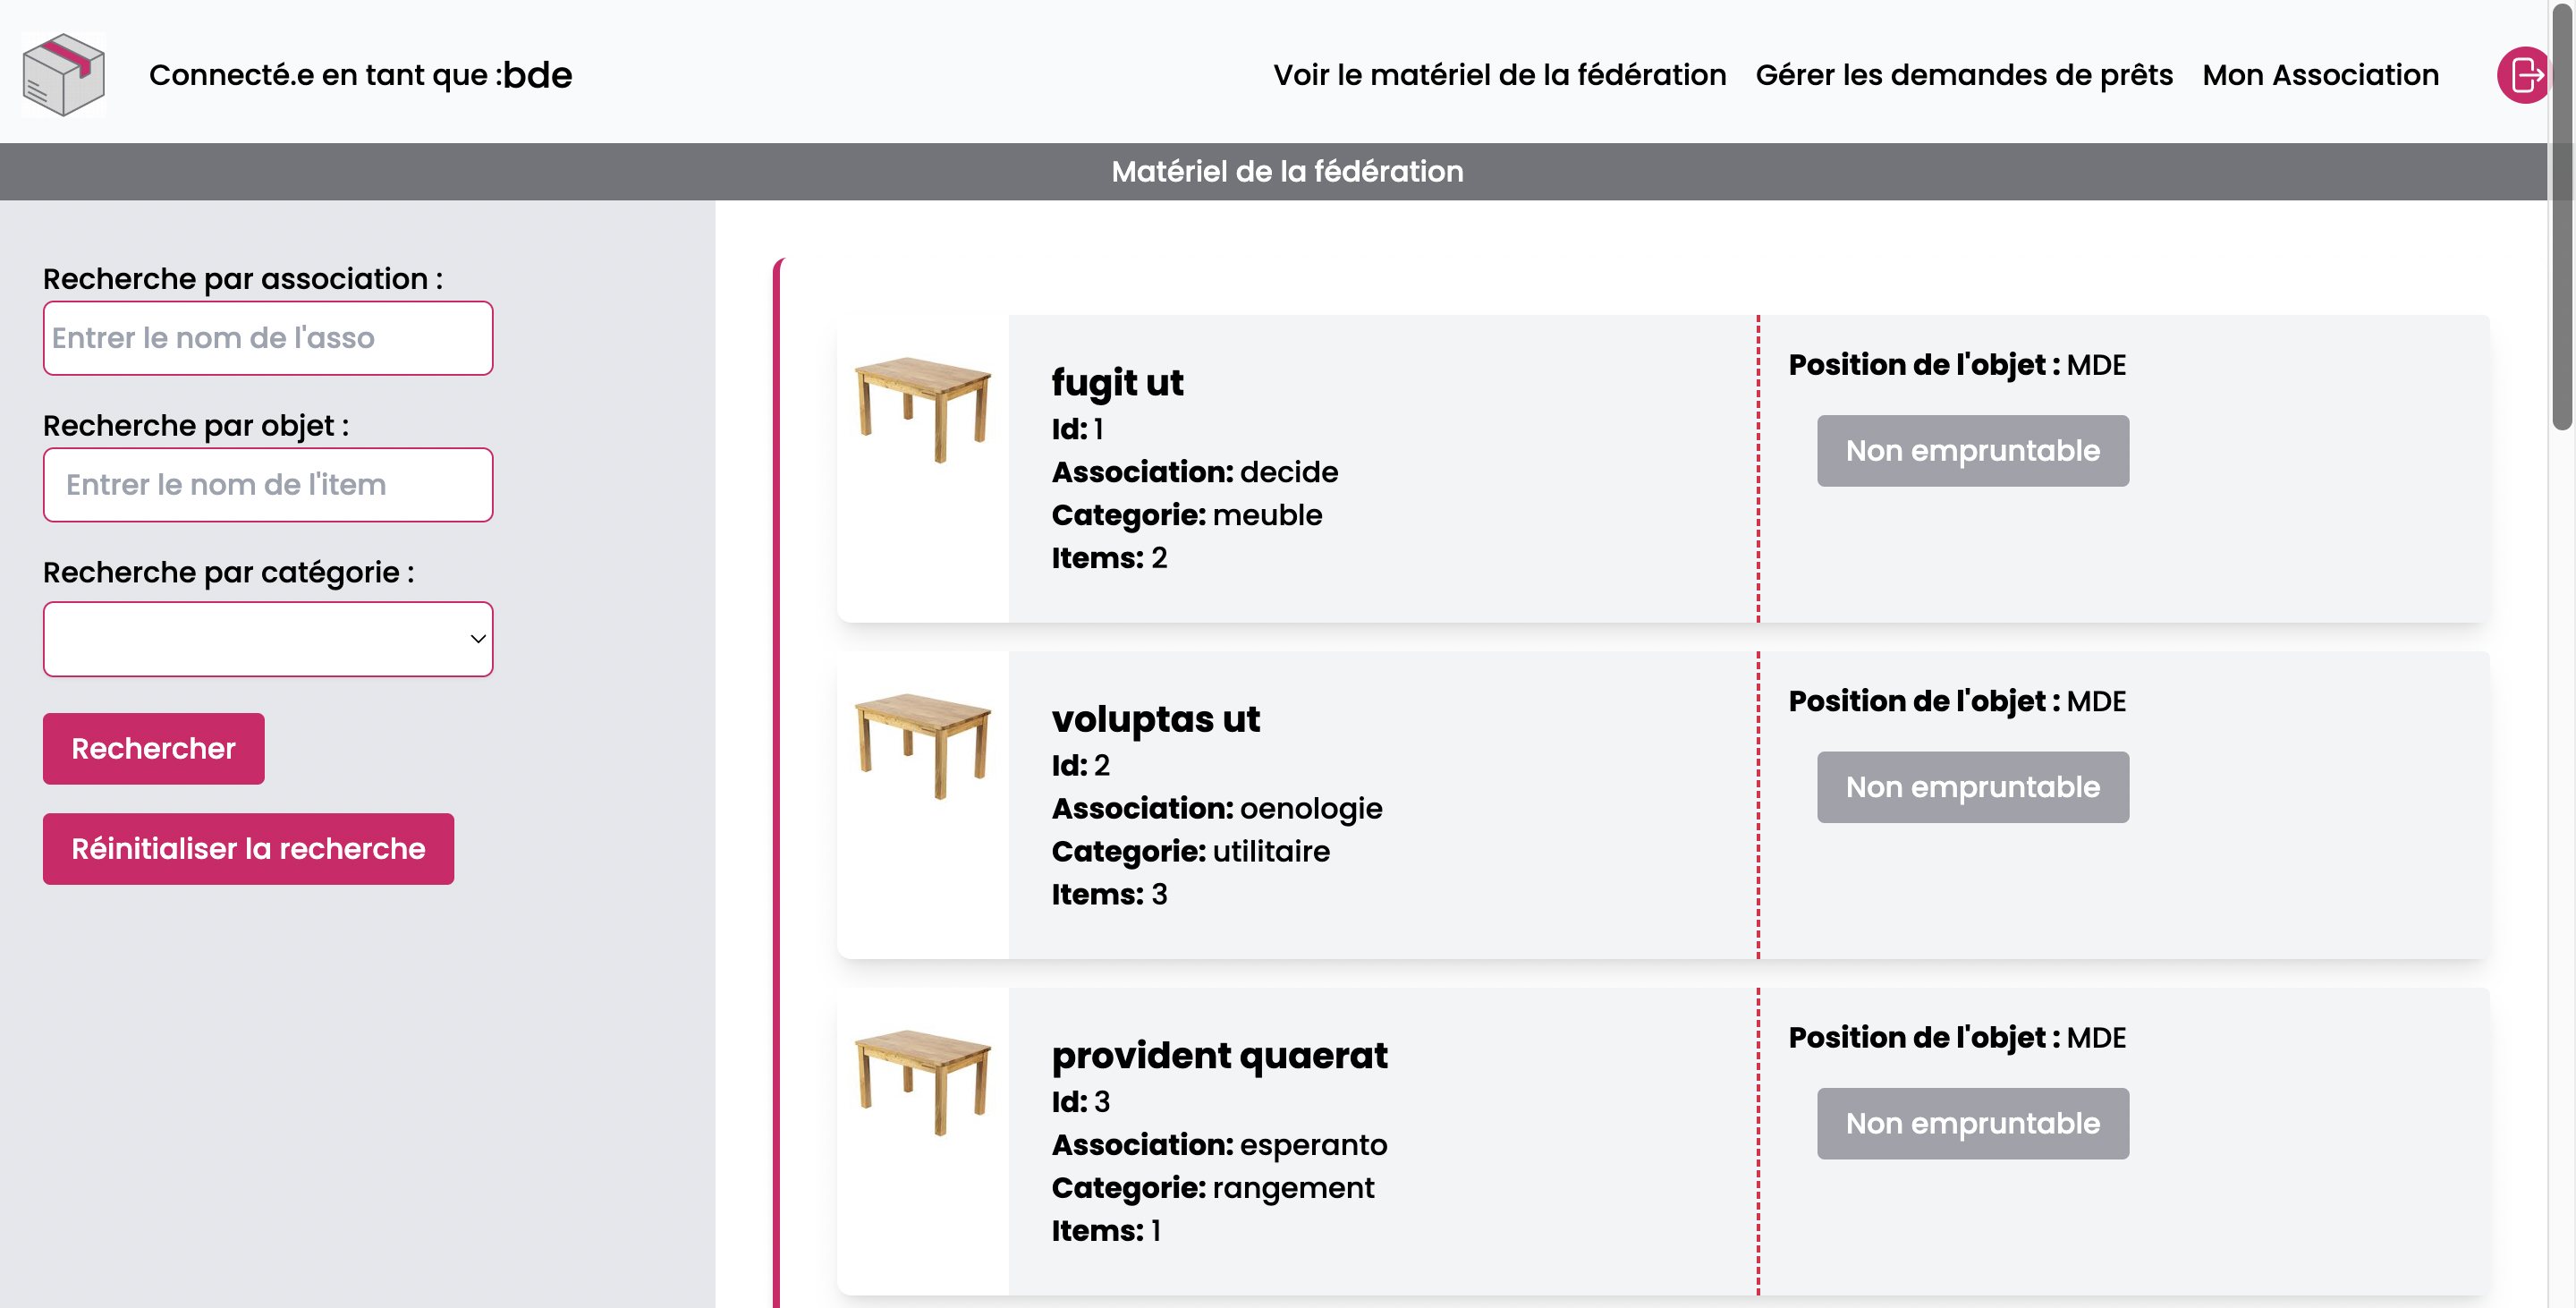 Connecté.e en tant que :bde
Voir le matériel de la fédération
Gérer les demandes de prêts
Mon Association
Matériel de la fédération
Recherche par association :
Entrer le nom de l'asso
Recherche par objet :
Entrer le nom de l'item
Recherche par catégorie :
Rechercher
Réinitialiser la recherche
fugit ut
Id: 1
Association: decide
Categorie: meuble
Items: 2
Position de l'objet : MDE
Non empruntable
voluptas ut
Id: 2
Association: oenologie
Categorie: utilitaire
Items: 3
Position de l'objet : MDE
Non empruntable
provident quaerat
Id: 3
Association: esperanto
Categorie: rangement
Items: 1
Position de l'objet : MDE
Non empruntable